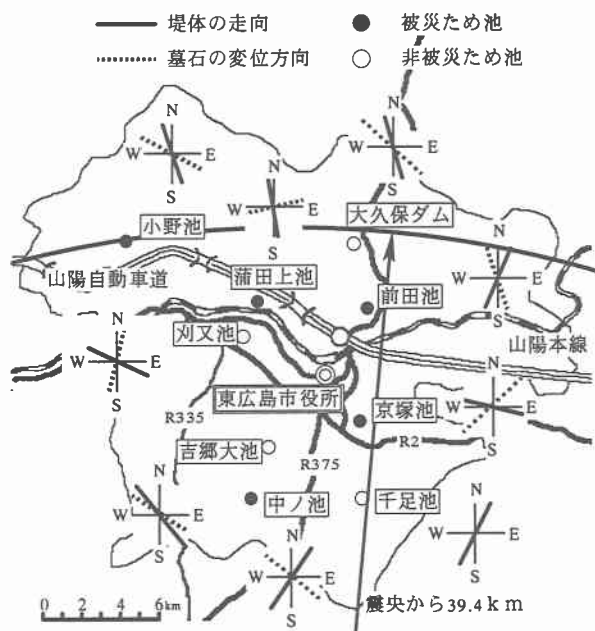 堤体の走向
被災ため池
墓石の変位方向
非被災ため池
N
W
E
S
N
W
E
S
N
W
E
S
小野池
大久保ダム
N
W
E
S
山陽自動車道
蒲田上池
前田池
刈又池
山陽本線
N
W
E
S
東広島市役所
R335
京塚池
R2
N
W
E
S
吉郷大池
R375
中ノ池
千足池
N
W
E
S
N
W
E
S
N
W
E
S
0 2 4 6km
震央から39.4km